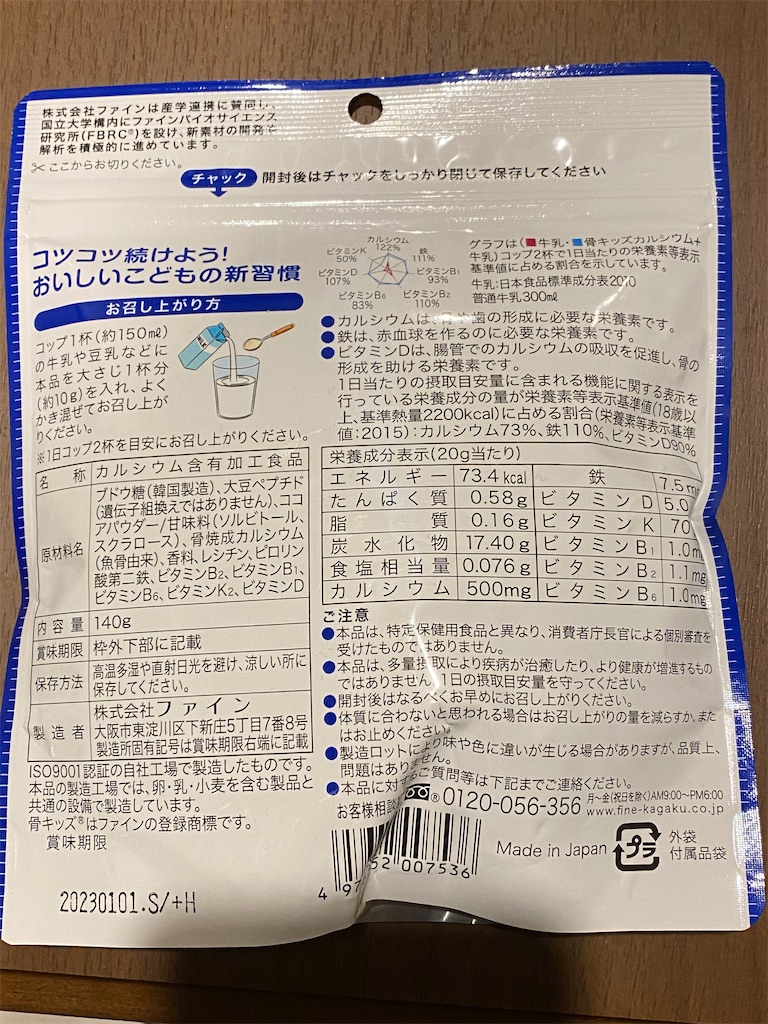 株式会社ファインは産学連携に賛同し、
国立大学構内にファインバイオサイエンス
研究所(FBRC®)を設け、新素材の開発と
解析を積極的に進めています。
ここからお切りください。
チャック 開封後はチャックをしっかり閉じて保存してください
コツコツ続けよう!
おいしいこどもの新習慣
お召し上がり方
コップ1杯(約150㎖)
の牛乳や豆乳などに
本品を大さじ1杯分
(約10g)を入れ、よく
かき混ぜてお召し上が
りください。
※1日コップ2杯を目安にお召し上がりください。
MILK
カルシウム
122%
鉄
111%
ビタミンB1
93%
ビタミンB2
110%
ビタミンB6
83%
ビタミンD
107%
ビタミンK
50%
グラフは(■牛乳・■骨キッズカルシウム+
牛乳)コップ2杯で1日当たりの栄養素等表示
基準値に占める割合を示しています。
牛乳:日本食品標準成分表2010
普通牛乳300㎖
●カルシウムは、骨や歯の形成に必要な栄養素です。
●鉄は、赤血球を作るのに必要な栄養素です。
●ビタミンDは、腸管でのカルシウムの吸収を促進し、骨の
形成を助ける栄養素です。
1日当たりの摂取目安量に含まれる機能に関する表示を
行っている栄養成分の量が栄養素等表示基準値(18歳以
上、基準熱量2200kcal)に占める割合(栄養素等表示基準
値:2015):カルシウム73%、鉄110%、ビタミンD90%
名称 カルシウム含有加工食品
原材料名 ブドウ糖(韓国製造)、大豆ペプチド
(遺伝子組換えではありません)、ココ
アパウダー/甘味料(ソルビトール、
スクラロース)、骨焼成カルシウム
(魚骨由来)、香料、レシチン、ピロリン
酸第二鉄、ビタミンB2、ビタミンB1、
ビタミンB6、ビタミンK2、ビタミンD
内容量 140g
賞味期限 枠外下部に記載
保存方法 高温多湿や直射日光を避け、涼しい所に
保存してください。
製造者 株式会社ファイン
大阪市東淀川区下新庄5丁目7番8号
製造所固有記号は賞味期限右端に記載
ISO9001認証の自社工場で製造したものです。
本品の製造工場では、卵・乳・小麦を含む製品と
共通の設備で製造しています。
骨キッズ®はファインの登録商標です。
賞味期限
20230101.S/+H
栄養成分表示(20g当たり)
エネルギー 73.4kcal 鉄 7.5m
たんぱく質 0.58g ビタミンD 5.0
脂質 0.16g ビタミンK 70
炭水化物 17.40g ビタミンB1 1.0m
食塩相当量 0.076g ビタミンB2 1.1mg
カルシウム 500mg ビタミンB6 1.0mg
ご注意
●本品は、特定保健用食品と異なり、消費者庁長官による個別審査を
受けたものではありません。
●本品は、多量摂取により疾病が治癒したり、より健康が増進するもの
ではありません。1日の摂取目安量を守ってください。
●開封後はなるべくお早めにお召し上がりください。
●体質に合わないと思われる場合はお召し上がりの量を減らすか、また
はお止めください。
●製造ロットにより味や色に違いが生じる場合がありますが、品質上、
問題はありません。
●本品に対するご質問等は下記までご連絡ください。
お客様相談 ® 0120-056-356 月～金(祝日を除く)AM9:00～PM6:00
www.fine-kagaku.co.jp
4 97 52 007536
Made in Japan プラ 外袋
付属品袋